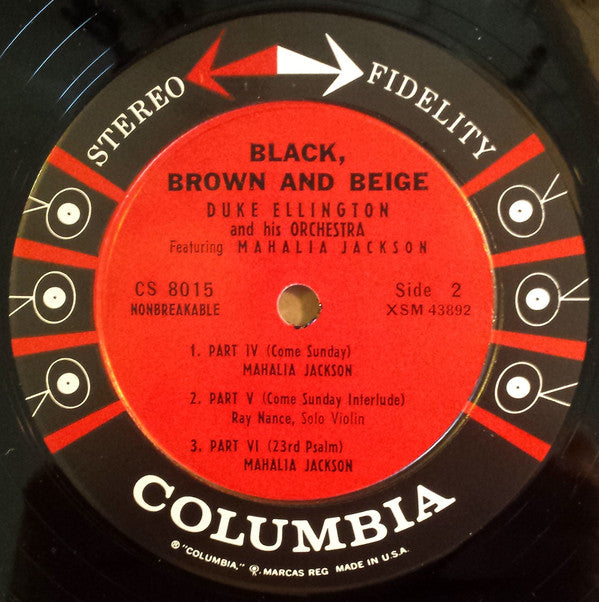 STEREO FIDELITY
BLACK,
BROWN AND BEIGE
DUKE ELLINGTON
and his ORCHESTRA
Featuring MAHALIA JACKSON
CS 8015
NONBREAKABLE
Side 2
XSM 43892
1. PART IV (Come Sunday)
MAHALIA JACKSON
2. PART V (Come Sunday Interlude)
Ray Nance, Solo Violin
3. PART VI (23rd Psalm)
MAHALIA JACKSON
COLUMBIA
® "COLUMBIA," ®. MARCAS REG MADE IN U.S.A.